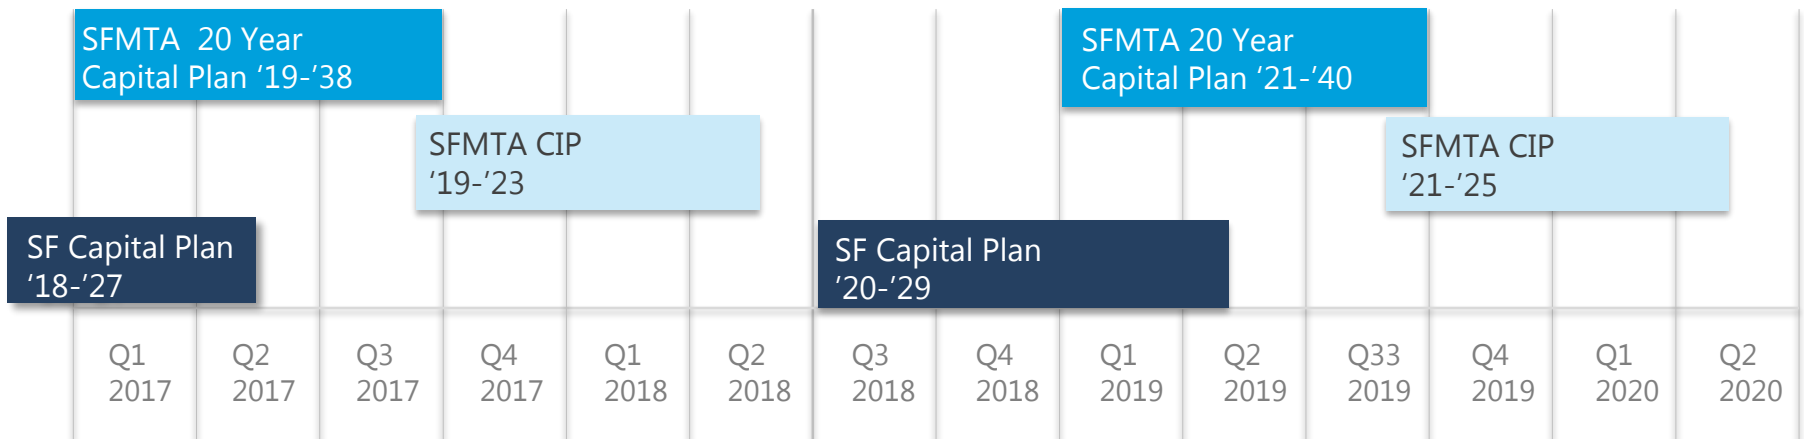 SFMTA  20 Year
Capital Plan ‘19-’38
SFMTA 20 Year
Capital Plan ‘21-’40
SFMTA CIP
‘19-’23
SFMTA CIP
‘21-’25
SF Capital Plan
‘18-’27
SF Capital Plan
’20-’29
Q1
2017
Q2
2017
Q3
2017
Q4
2017
Q1
2018
Q2
2018
Q3
2018
Q4
2018
Q1
2019
Q2
2019
Q33
2019
Q4
2019
Q1
2020
Q2
2020